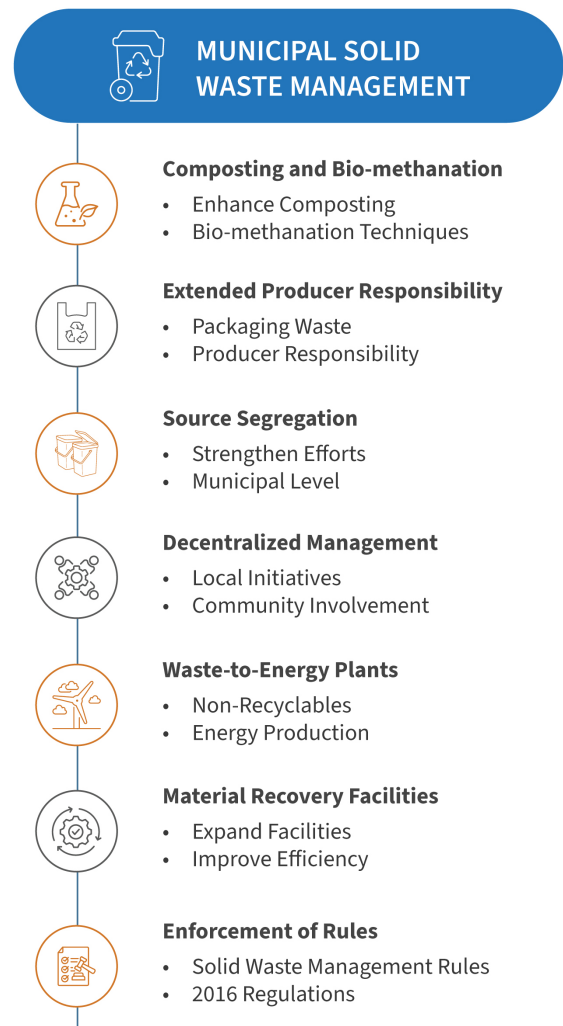 MUNICIPAL SOLID
WASTE MANAGEMENT
Composting and Bio-methanation
• Enhance Composting
• Bio-methanation Techniques
Extended Producer Responsibility
• Packaging Waste
• Producer Responsibility
Source Segregation
• Strengthen Efforts
• Municipal Level
Decentralized Management
• Local Initiatives
• Community Involvement
Waste-to-Energy Plants
• Non-Recyclables
• Energy Production
Material Recovery Facilities
• Expand Facilities
• Improve Efficiency
Enforcement of Rules
• Solid Waste Management Rules
• 2016 Regulations